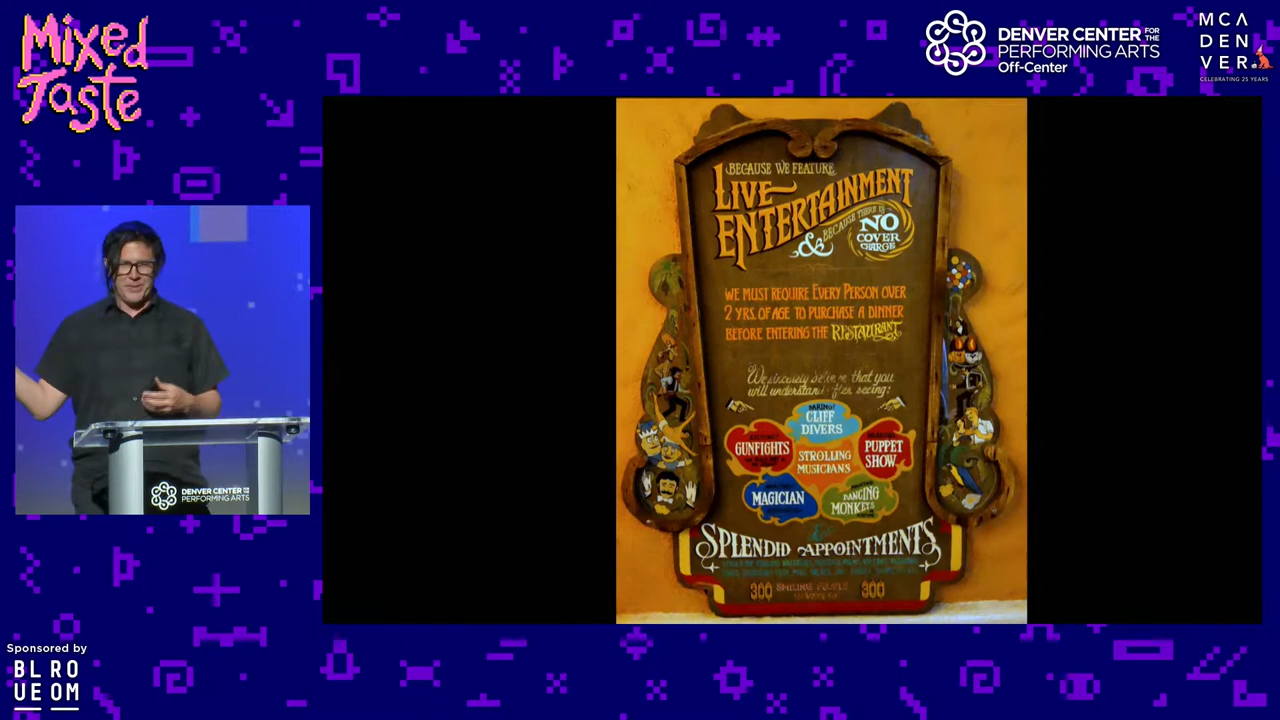 Mixed
Taste
DENVER CENTER FOR THE
PERFORMING ARTS
Off-Center
MCA
DEN
VER
CELEBRATING 25 YEARS
BECAUSE WE FEATURE
LIVE
ENTERTAINMENT
& BECAUSE THERE IS
NO
COVER
CHARGE
WE MUST REQUIRE EVERY PERSON OVER
2 YRS. OF AGE TO PURCHASE A DINNER
BEFORE ENTERING THE RESTAURANT
We sincerely believe that you
will understand after seeing:
DARING!
CLIFF
DIVERS
GUNFIGHTS
STROLLING
MUSICIANS
PUPPET
SHOW
MAGICIAN
DANCING
MONKEYS
SPLENDID APPOINTMENTS
300 SMILING PEOPLE 300
DENVER CENTER FOR THE
PERFORMING ARTS
Sponsored by
BL RO
UE OM